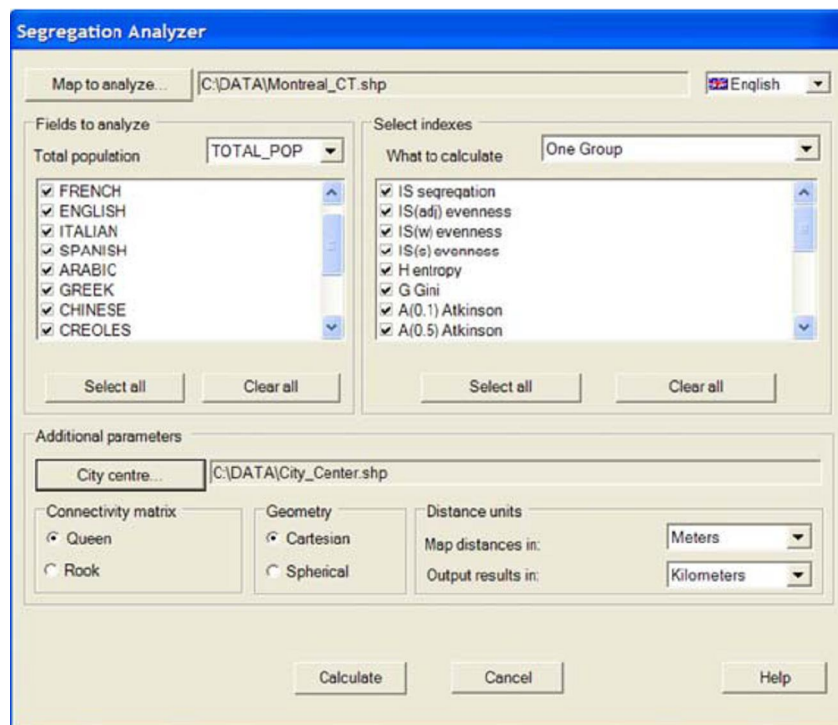 Segregation Analyzer
Map to analyze...
C:\DATA\Montreal_CT.shp
English
Fields to analyze
Total population
TOTAL_POP
FRENCH
ENGLISH
ITALIAN
SPANISH
ARABIC
GREEK
CHINESE
CREOLES
Select all
Clear all
Select indexes
What to calculate
One Group
IS segregation
IS(adj) evenness
IS(w) evenness
IS(s) evenness
H entropy
G Gini
A(0.1) Atkinson
A(0.5) Atkinson
Select all
Clear all
Additional parameters
City centre...
C:\DATA\City_Center.shp
Connectivity matrix
Queen
Rook
Geometry
Cartesian
Spherical
Distance units
Map distances in:
Meters
Output results in:
Kilometers
Calculate
Cancel
Help